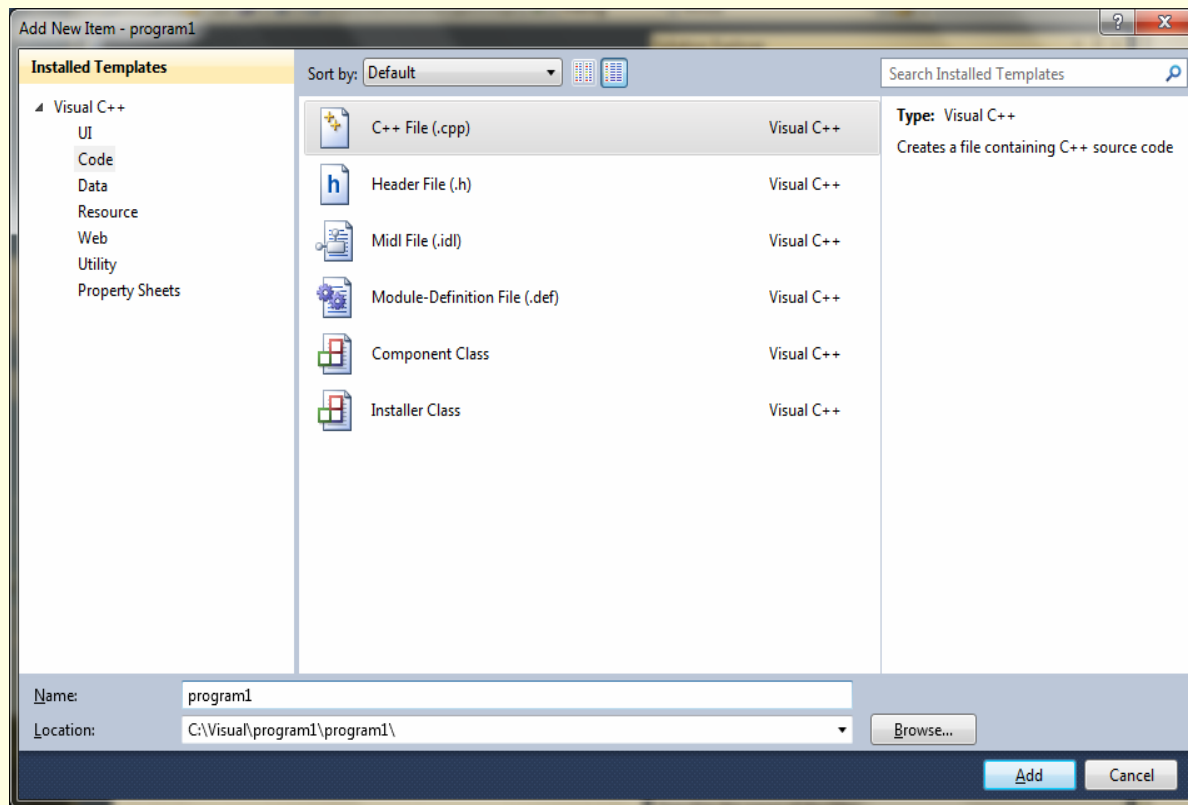 Add New Item - program1
Installed Templates
Visual C++
UI
Code
Data
Resource
Web
Utility
Property Sheets
Sort by: Default
C++ File (.cpp) Visual C++
Header File (.h) Visual C++
Midl File (.idl) Visual C++
Module-Definition File (.def) Visual C++
Component Class Visual C++
Installer Class Visual C++
Search Installed Templates
Type: Visual C++
Creates a file containing C++ source code
Name: program1
Location: C:\Visual\program1\program1\
Browse...
Add Cancel